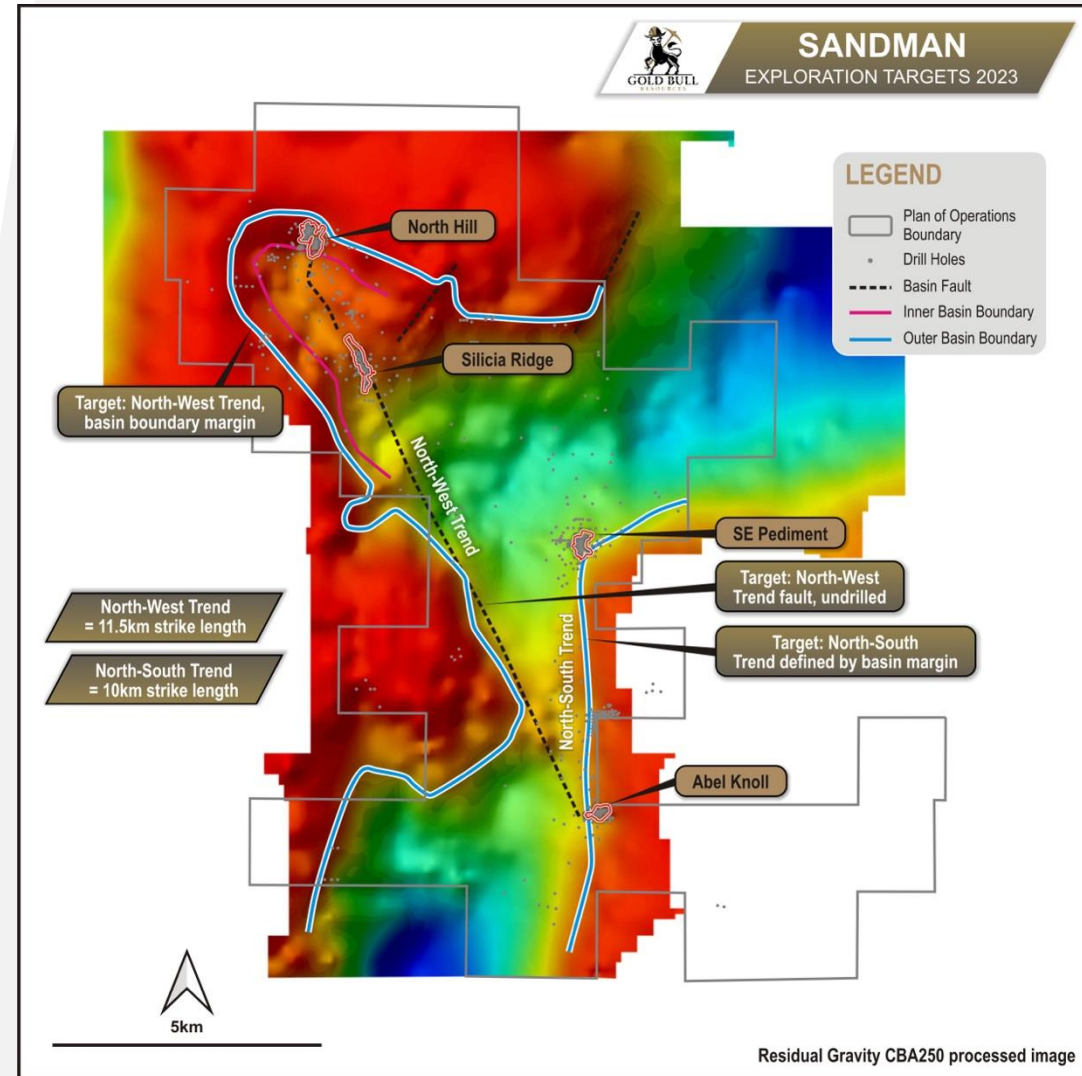 GOLD BULL
RESOURCES
SANDMAN
EXPLORATION TARGETS 2023
LEGEND
Plan of Operations
Boundary
Drill Holes
Basin Fault
Inner Basin Boundary
Outer Basin Boundary
North Hill
Silicia Ridge
Target: North-West Trend,
basin boundary margin
North-West Trend
SE Pediment
Target: North-West
Trend fault, undrilled
North-West Trend
= 11.5km strike length
Target: North-South
Trend defined by basin margin
North-South Trend
= 10km strike length
North-South Trend
Abel Knoll
5km
Residual Gravity CBA250 processed image